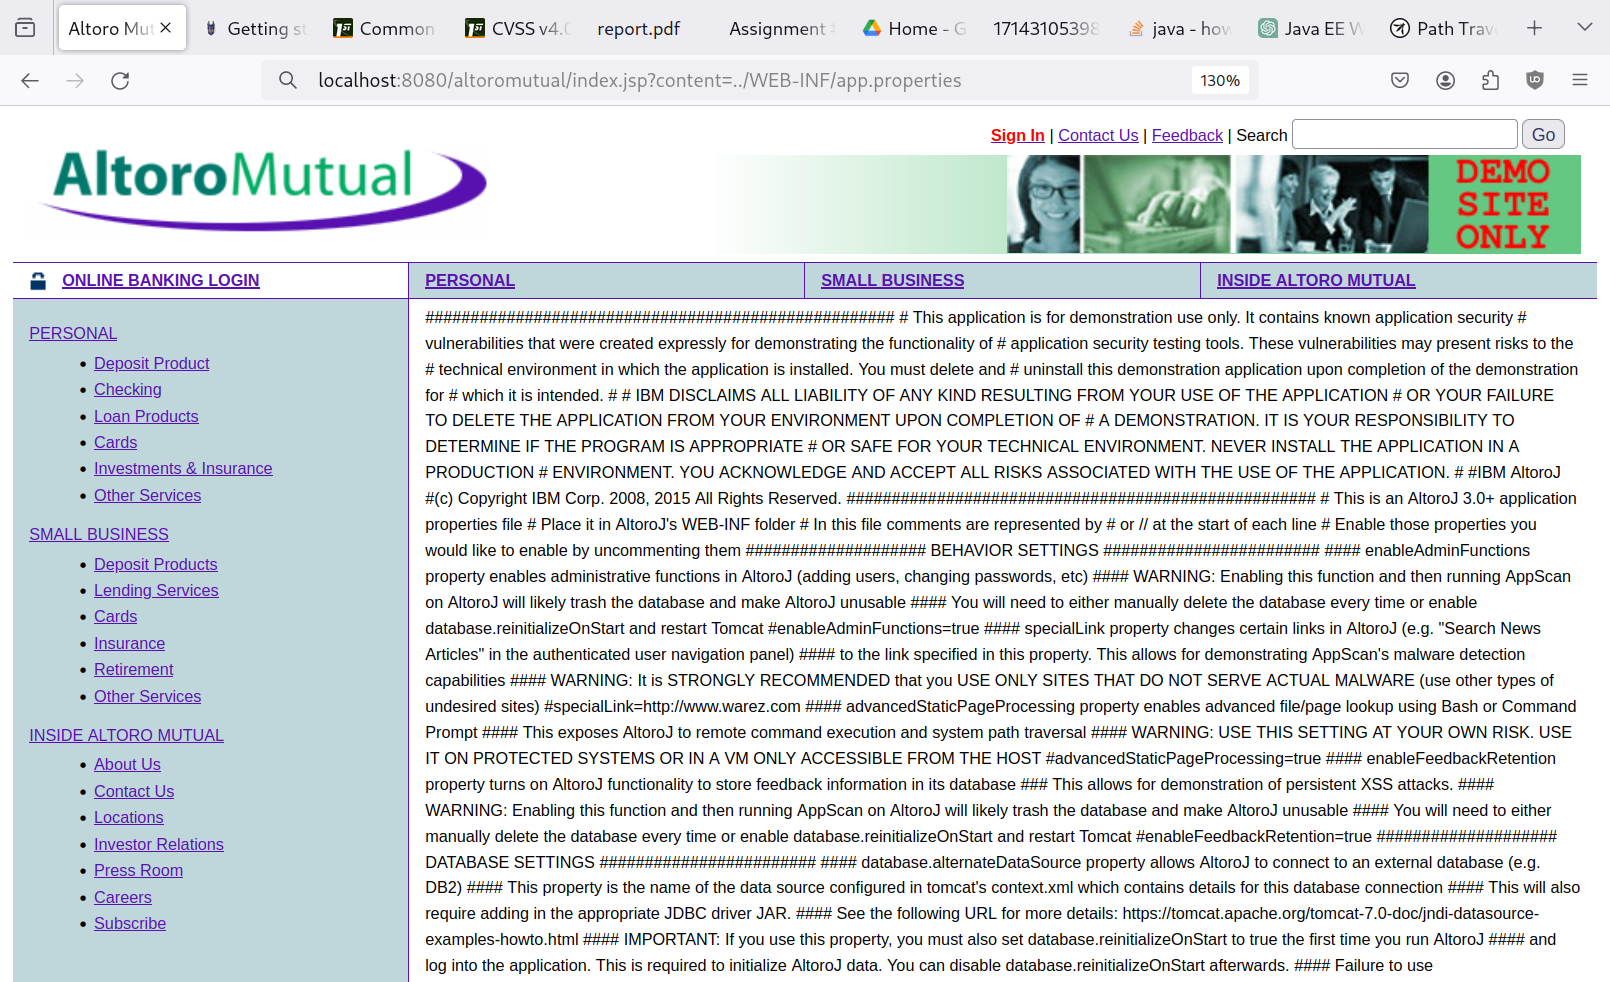 Altoro Mut
Getting st
Common
CVSS v4.0
report.pdf
Assignment
Home - G
17143105398
java - how
Java EE W
Path Trav
localhost:8080/altoromutual/index.jsp?content=../WEB-INF/app.properties
130%
Sign In | Contact Us | Feedback | Search
Go
AltoroMutual
DEMO
SITE
ONLY
ONLINE BANKING LOGIN
PERSONAL
SMALL BUSINESS
INSIDE ALTORO MUTUAL
PERSONAL
Deposit Product
Checking
Loan Products
Cards
Investments & Insurance
Other Services
SMALL BUSINESS
Deposit Products
Lending Services
Cards
Insurance
Retirement
Other Services
INSIDE ALTORO MUTUAL
About Us
Contact Us
Locations
Investor Relations
Press Room
Careers
Subscribe
#################################################### # This application is for demonstration use only. It contains known application security #
vulnerabilities that were created expressly for demonstrating the functionality of # application security testing tools. These vulnerabilities may present risks to the
# technical environment in which the application is installed. You must delete and # uninstall this demonstration application upon completion of the demonstration
for # which it is intended. # # IBM DISCLAIMS ALL LIABILITY OF ANY KIND RESULTING FROM YOUR USE OF THE APPLICATION # OR YOUR FAILURE
TO DELETE THE APPLICATION FROM YOUR ENVIRONMENT UPON COMPLETION OF # A DEMONSTRATION. IT IS YOUR RESPONSIBILITY TO
DETERMINE IF THE PROGRAM IS APPROPRIATE # OR SAFE FOR YOUR TECHNICAL ENVIRONMENT. NEVER INSTALL THE APPLICATION IN A
PRODUCTION # ENVIRONMENT. YOU ACKNOWLEDGE AND ACCEPT ALL RISKS ASSOCIATED WITH THE USE OF THE APPLICATION. # #IBM AltoroJ
#(c) Copyright IBM Corp. 2008, 2015 All Rights Reserved. #################################################### # This is an AltoroJ 3.0+ application
properties file # Place it in AltoroJ's WEB-INF folder # In this file comments are represented by # or // at the start of each line # Enable those properties you
would like to enable by uncommenting them #################### BEHAVIOR SETTINGS ######################## #### enableAdminFunctions
property enables administrative functions in AltoroJ (adding users, changing passwords, etc) #### WARNING: Enabling this function and then running AppScan
on AltoroJ will likely trash the database and make AltoroJ unusable #### You will need to either manually delete the database every time or enable
database.reinitializeOnStart and restart Tomcat #enableAdminFunctions=true #### specialLink property changes certain links in AltoroJ (e.g. "Search News
Articles" in the authenticated user navigation panel) #### to the link specified in this property. This allows for demonstrating AppScan's malware detection
capabilities #### WARNING: It is STRONGLY RECOMMENDED that you USE ONLY SITES THAT DO NOT SERVE ACTUAL MALWARE (use other types of
undesired sites) #specialLink=http://www.warez.com #### advancedStaticPageProcessing property enables advanced file/page lookup using Bash or Command
Prompt #### This exposes AltoroJ to remote command execution and system path traversal #### WARNING: USE THIS SETTING AT YOUR OWN RISK. USE
IT ON PROTECTED SYSTEMS OR IN A VM ONLY ACCESSIBLE FROM THE HOST #advancedStaticPageProcessing=true #### enableFeedbackRetention
property turns on AltoroJ functionality to store feedback information in its database ### This allows for demonstration of persistent XSS attacks. ####
WARNING: Enabling this function and then running AppScan on AltoroJ will likely trash the database and make AltoroJ unusable #### You will need to either
manually delete the database every time or enable database.reinitializeOnStart and restart Tomcat #enableFeedbackRetention=true ####################
DATABASE SETTINGS ######################## #### database.alternateDataSource property allows AltoroJ to connect to an external database (e.g.
DB2) #### This property is the name of the data source configured in tomcat's context.xml which contains details for this database connection #### This will also
require adding in the appropriate JDBC driver JAR. #### See the following URL for more details: https://tomcat.apache.org/tomcat-7.0-doc/jndi-datasource-
examples-howto.html #### IMPORTANT: If you use this property, you must also set database.reinitializeOnStart to true the first time you run AltoroJ #### and
log into the application. This is required to initialize AltoroJ data. You can disable database.reinitializeOnStart afterwards. #### Failure to use